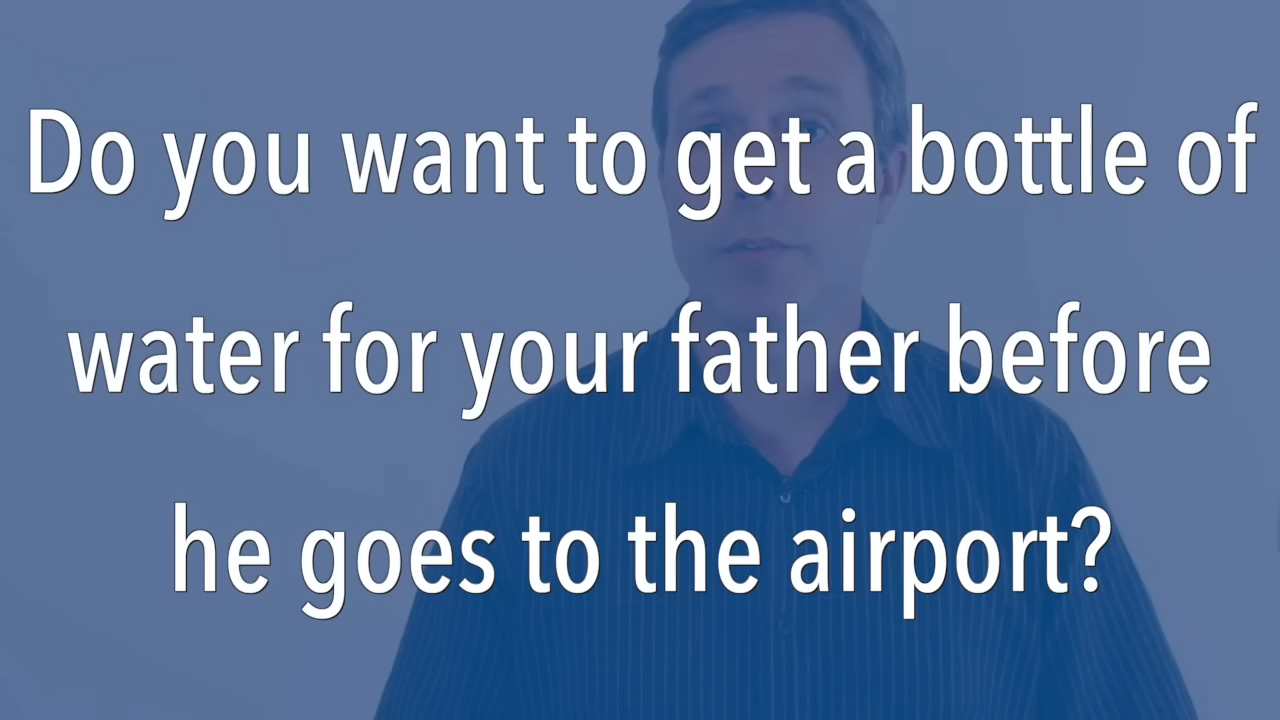 Do you want to get a bottle of
water for your father before
he goes to the airport?